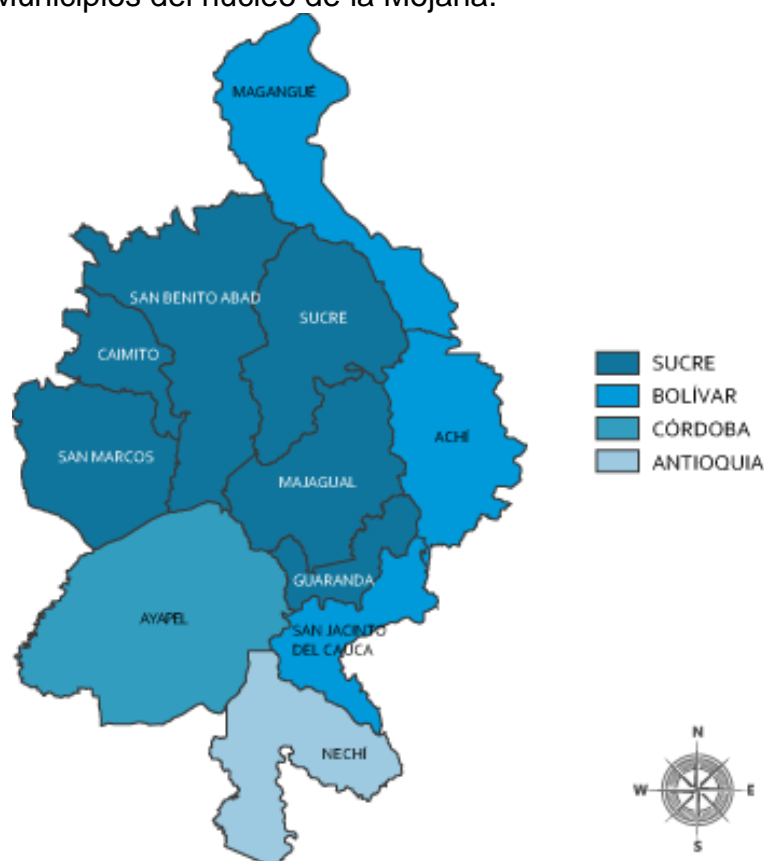 Municipios del núcleo de la Mojana.
MAGANGUÉ
SAN BENITO ABAD
SUCRE
CAIMITO
SAN MARCOS
ACHÍ
MAJAGUAL
GUARANDA
AYAPEL
SAN JACINTO
DEL CAUCA
NECHÍ
SUCRE
BOLÍVAR
CÓRDOBA
ANTIOQUIA
N
W
E
S